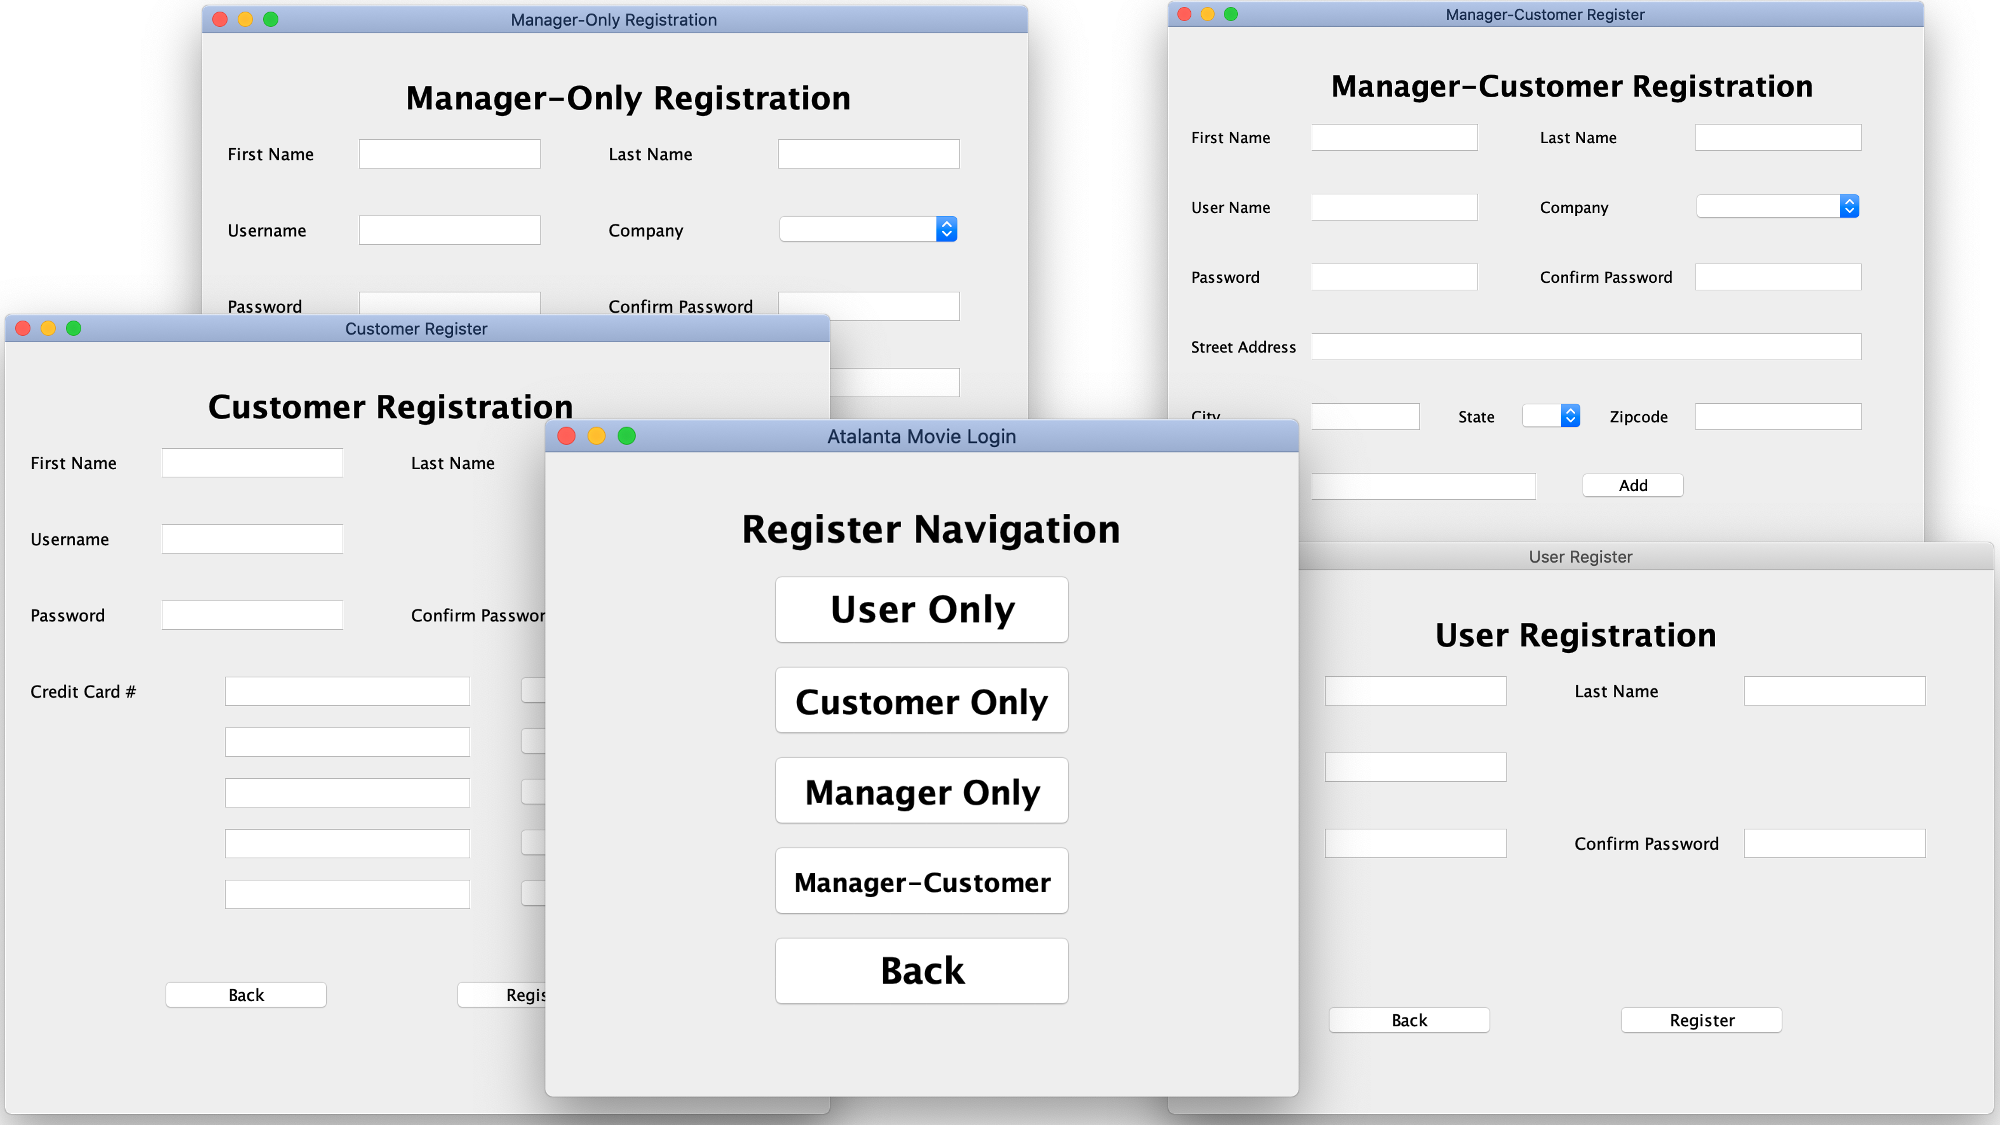 Manager-Only Registration
Manager-Only Registration
First Name
Last Name
Username
Company
Password
Confirm Password
Manager-Customer Register
Manager-Customer Registration
First Name
Last Name
User Name
Company
Password
Confirm Password
Street Address
City
State
Zipcode
Add
Customer Register
Customer Registration
First Name
Last Name
Username
Password
Confirm Passwor
Credit Card #
Back
Regis
Atalanta Movie Login
Register Navigation
User Only
Customer Only
Manager Only
Manager-Customer
Back
User Register
User Registration
Last Name
Confirm Password
Back
Register